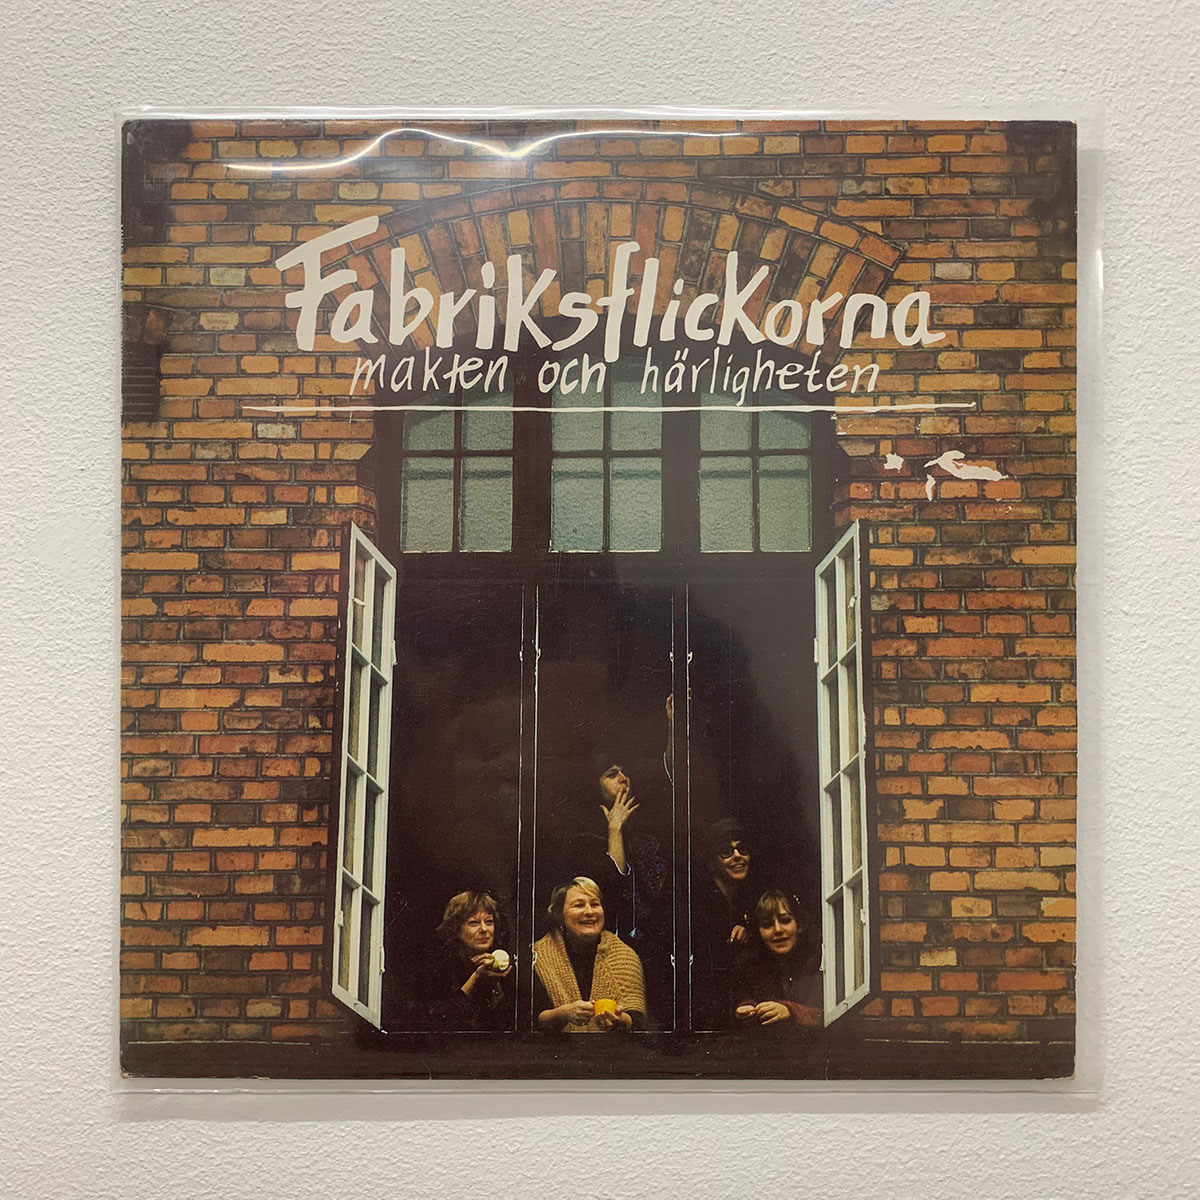 Fabriksflickorna
makten och härligheten